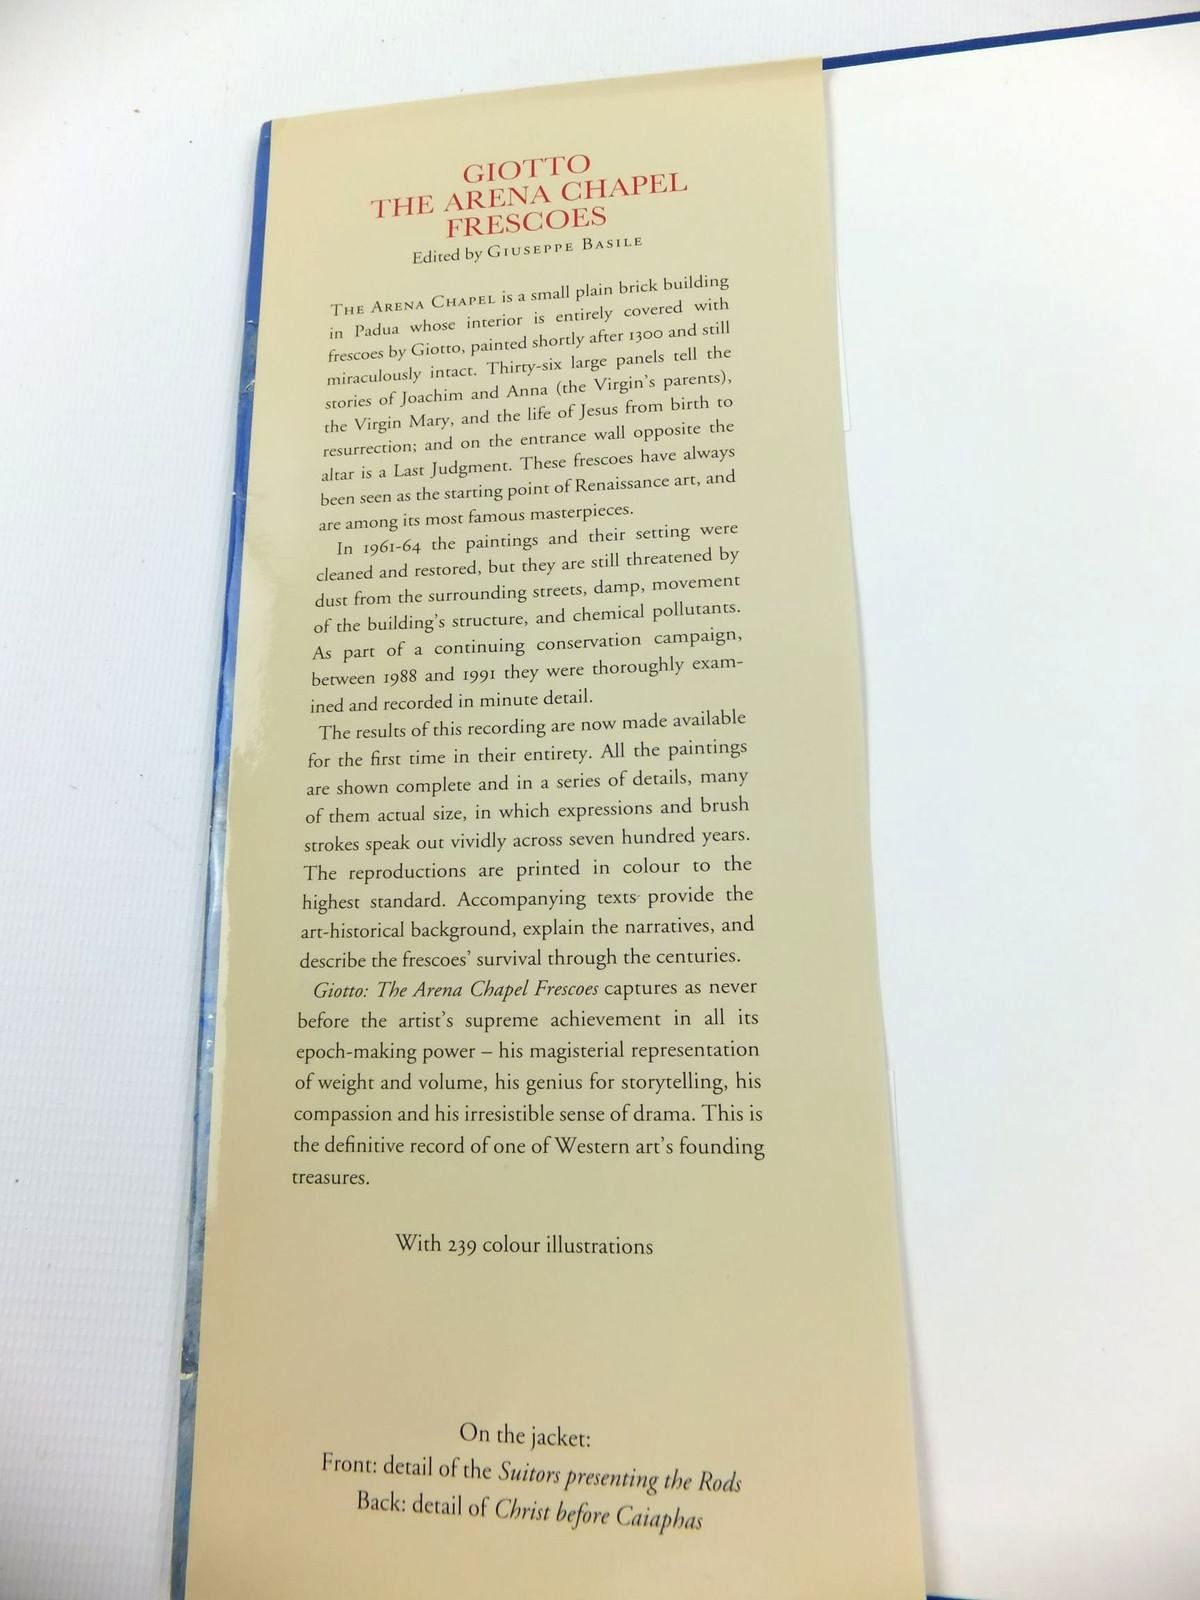 GIOTTO
THE ARENA CHAPEL
FRESCOES
Edited by GIUSEPPE BASILE
THE ARENA CHAPEL is a small plain brick building
in Padua whose interior is entirely covered with
frescoes by Giotto, painted shortly after 1300 and still
miraculously intact. Thirty-six large panels tell the
stories of Joachim and Anna (the Virgin's parents),
the Virgin Mary, and the life of Jesus from birth to
resurrection; and on the entrance wall opposite the
altar is a Last Judgment. These frescoes have always
been seen as the starting point of Renaissance art, and
are among its most famous masterpieces.
In 1961-64 the paintings and their setting were
cleaned and restored, but they are still threatened by
dust from the surrounding streets, damp, movement
of the building's structure, and chemical pollutants.
As part of a continuing conservation campaign,
between 1988 and 1991 they were thoroughly exam-
ined and recorded in minute detail.
The results of this recording are now made available
for the first time in their entirety. All the paintings
are shown complete and in a series of details, many
of them actual size, in which expressions and brush
strokes speak out vividly across seven hundred years.
The reproductions are printed in colour to the
highest standard. Accompanying texts provide the
art-historical background, explain the narratives, and
describe the frescoes' survival through the centuries.
Giotto: The Arena Chapel Frescoes captures as never
before the artist's supreme achievement in all its
epoch-making power – his magisterial representation
of weight and volume, his genius for storytelling, his
compassion and his irresistible sense of drama. This is
the definitive record of one of Western art's founding
treasures.
With 239 colour illustrations
On the jacket:
Front: detail of the Suitors presenting the Rods
Back: detail of Christ before Caiaphas